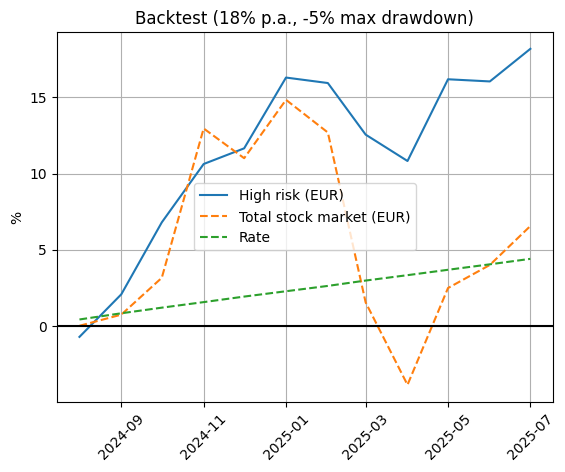 Backtest (18% p.a., -5% max drawdown)
%
15
10
5
0
High risk (EUR)
Total stock market (EUR)
Rate
2024-09
2024-11
2025-01
2025-03
2025-05
2025-07